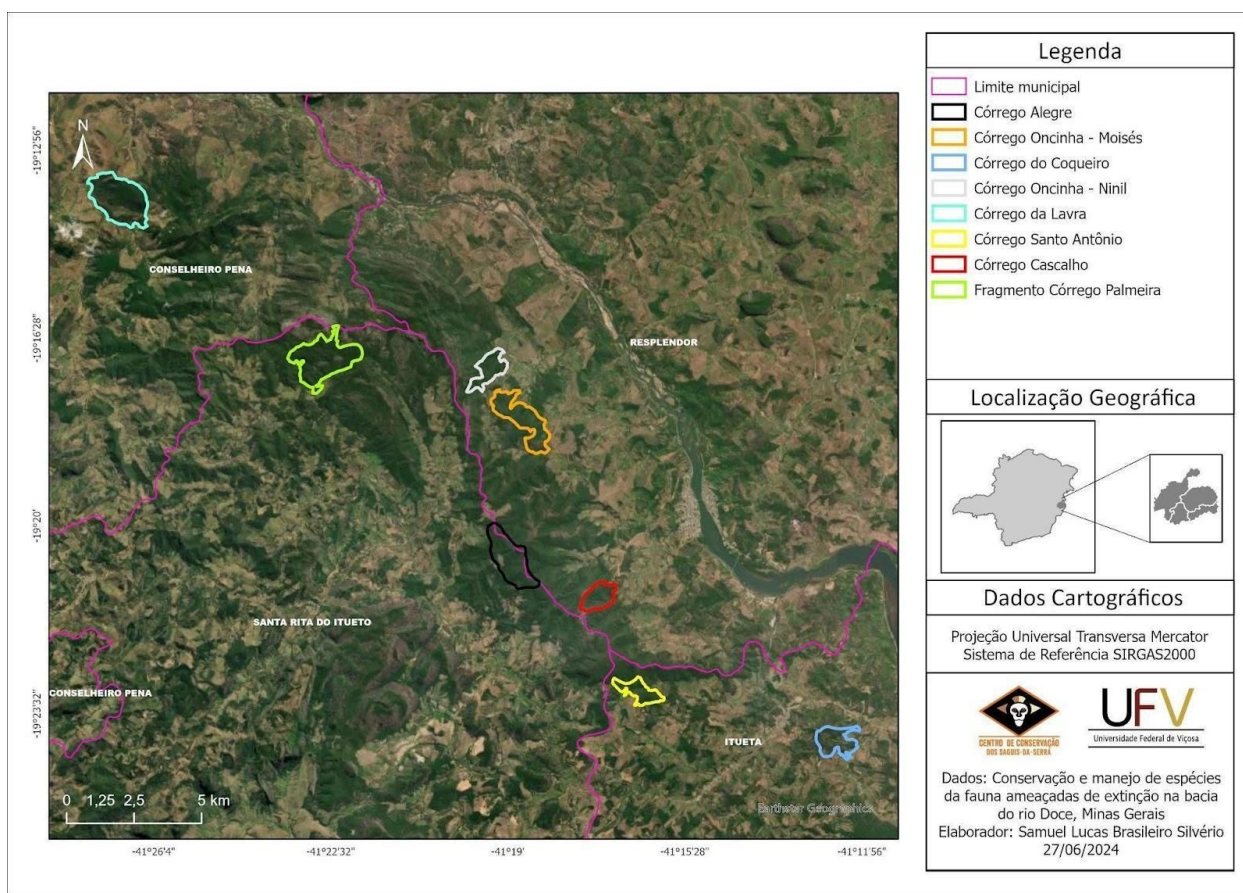 N
-19°12'56"
-19°16'28"
-19°20'
-19°23'32"
CONSELHEIRO PENA
RESPLENDOR
SANTA RITA DO ITUETO
CONSELHEIRO PENA
ITUETA
0 1,25 2,5 5 km
Earthstar Geographics
-41°26'4"
-41°22'32"
-41°19'
-41°15'28"
-41°11'56"
Legenda
Limite municipal
Córrego Alegre
Córrego Oncinha - Moisés
Córrego do Coqueiro
Córrego Oncinha - Ninil
Córrego da Lavra
Córrego Santo Antônio
Córrego Cascalho
Fragmento Córrego Palmeira
Localização Geográfica
Dados Cartográficos
Projeção Universal Transversa Mercator
Sistema de Referência SIRGAS2000
CENTRO DE CONSERVAÇÃO
DOS SAGUIS-DA-SERRA
UFV
Universidade Federal de Viçosa
Dados: Conservação e manejo de espécies
da fauna ameaçadas de extinção na bacia
do rio Doce, Minas Gerais
Elaborador: Samuel Lucas Brasileiro Silvério
27/06/2024